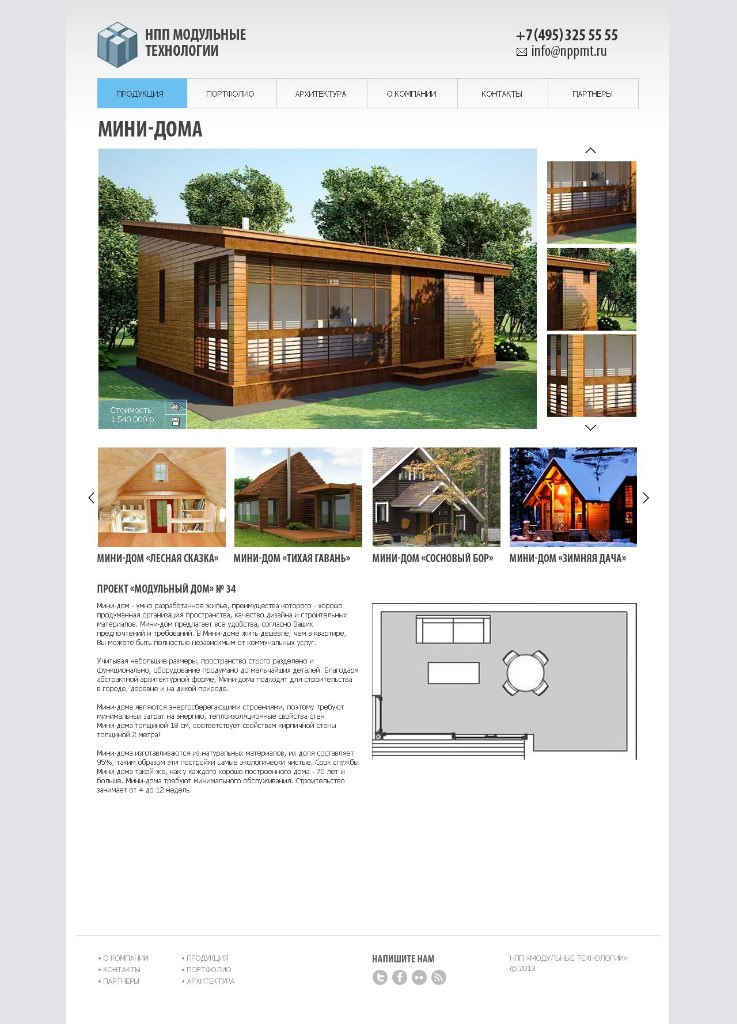 НПП МОДУЛЬНЫЕ
ТЕХНОЛОГИИ
+7 (495) 325 55 55
info@nppmt.ru
ПРОДУКЦИЯ
ПОРТФОЛИО
АРХИТЕКТУРА
О КОМПАНИИ
КОНТАКТЫ
ПАРТНЕРЫ
МИНИ-ДОМА
Стоимость
1 540 000 р.
МИНИ-ДОМ «ЛЕСНАЯ СКАЗКА»
МИНИ-ДОМ «ТИХАЯ ГАВАНЬ»
МИНИ-ДОМ «СОСНОВЫЙ БОР»
МИНИ-ДОМ «ЗИМНЯЯ ДАЧА»
ПРОЕКТ «МОДУЛЬНЫЙ ДОМ» № 34
Мини-дом - умно разработанное жилье, преимущества которого - хорошо
продуманная организация пространства, качество дизайна и строительных
материалов. Мини-дом предлагает все удобства, согласно Ваших
предпочтений и требований. В Мини-доме жить дешевле, чем в квартире,
Вы можете быть полностью независимым от коммунальных услуг.
Учитывая небольшие размеры, пространство строго разделено и
функционально, оборудование продумано до мельчайших деталей. Благодаря
абстрактной архитектурной форме, Мини-дома подходят для строительства
в городе, деревне и на дикой природе.
Мини-дома являются энергосберегающими строениями, поэтому требуют
минимальных затрат на энергию, теплоизоляционные свойства стен
Мини-дома толщиной 18 см, соответствует свойствам кирпичной стены
толщиной 2 метра!
Мини-дома изготавливаются из натуральных материалов, их доля составляет
95%, таким образом эти постройки самые экологически чистые. Срок службы
Мини-дома такой же, как у каждого хорошо построенного дома - 70 лет и
больше. Мини-дома требуют минимального обслуживания. Строительство
занимает от 4 до 12 недель!
• О КОМПАНИИ
• КОНТАКТЫ
• ПАРТНЕРЫ
• ПРОДУКЦИЯ
• ПОРТФОЛИО
• АРХИТЕКТУРА
НАПИШИТЕ НАМ
НПП «МОДУЛЬНЫЕ ТЕХНОЛОГИИ»
© 2013